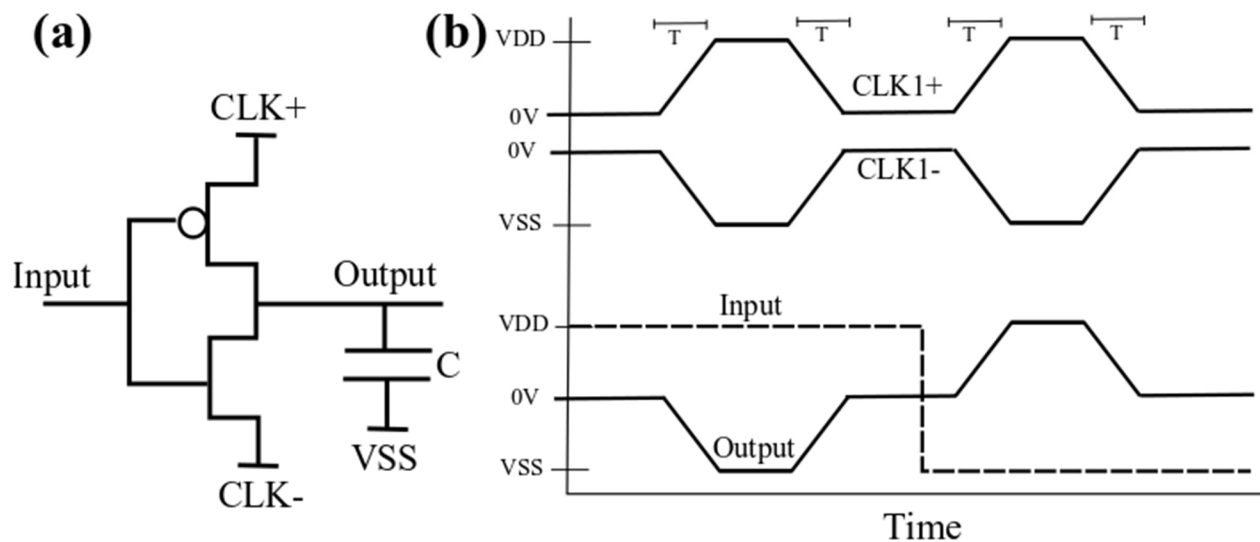 (a)
CLK+
Input
Output
C
VSS
CLK-
(b)
T
T
T
T
VDD
CLK1+
0V
0V
CLK1-
VSS
Input
VDD
0V
Output
VSS
Time